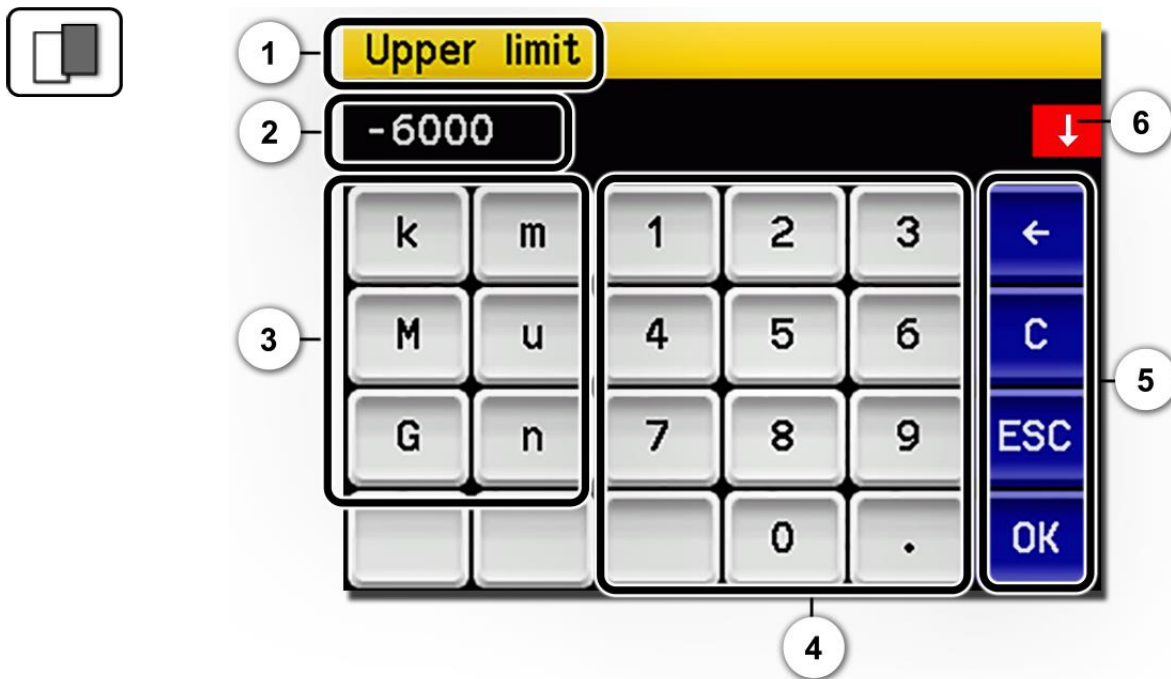 1 Upper limit
2 -6000 ↓ 6
k m 1 2 3 ←
3 M u 4 5 6 C
5
G n 7 8 9 ESC
0 . OK
4